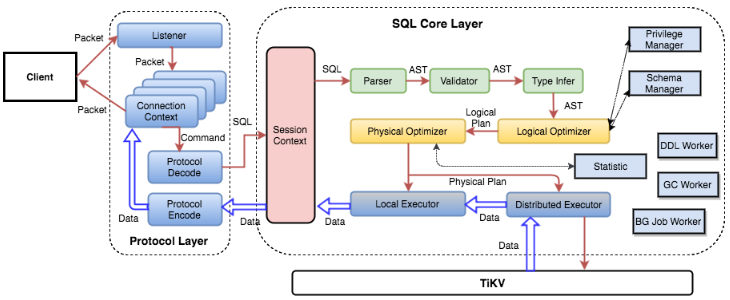 SQL Core Layer
Packet
Listener
Privilege
Manager
Client
Packet
SQL
Parser
AST
Validator
AST
Type Infer
Schema
Manager
Packet
Connection
Context
AST
Command
SQL
Session
Context
Physical Optimizer
Logical
Plan
Logical Optimizer
DDL Worker
Protocol
Decode
Statistic
Physical Plan
GC Worker
Protocol
Encode
Data
Data
Data
Local Executor
Data
Distributed Executor
BG Job Worker
Protocol Layer
Data
TiKV